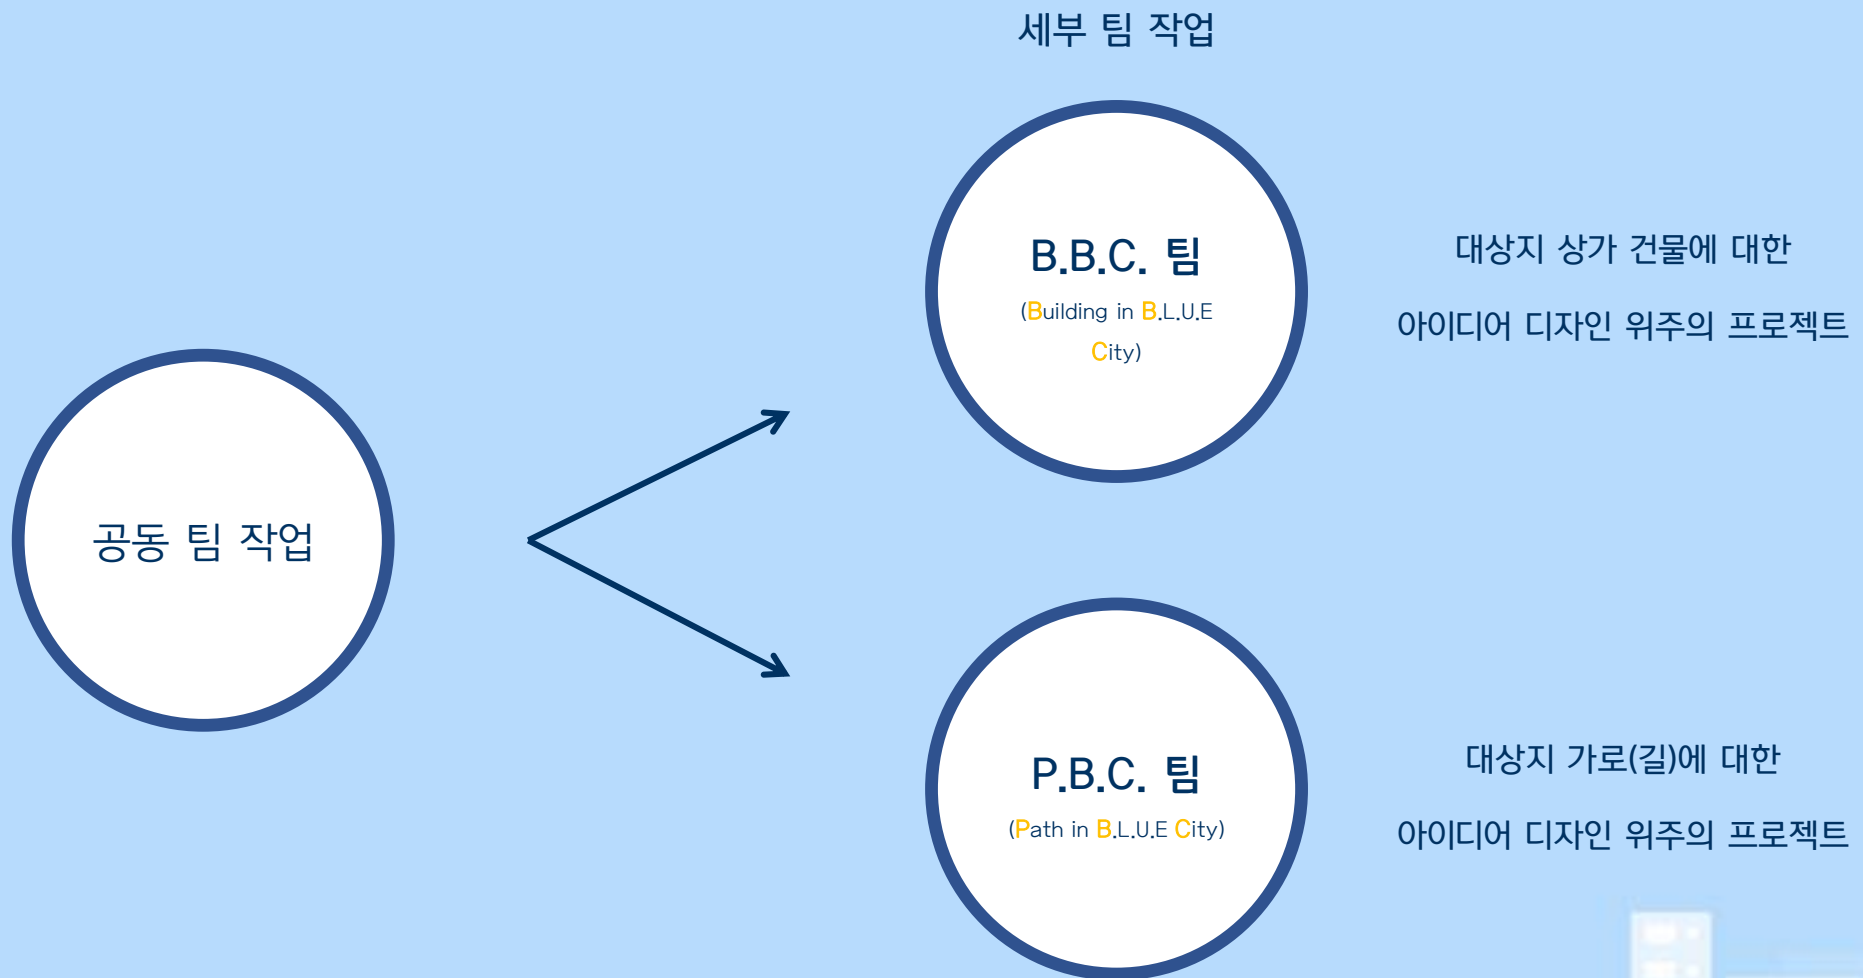 세부 팀 작업
공동 팀 작업
B.B.C. 팀
(Building in B.L.U.E
City)
대상지 상가 건물에 대한
아이디어 디자인 위주의 프로젝트
P.B.C. 팀
(Path in B.L.U.E City)
대상지 가로(길)에 대한
아이디어 디자인 위주의 프로젝트